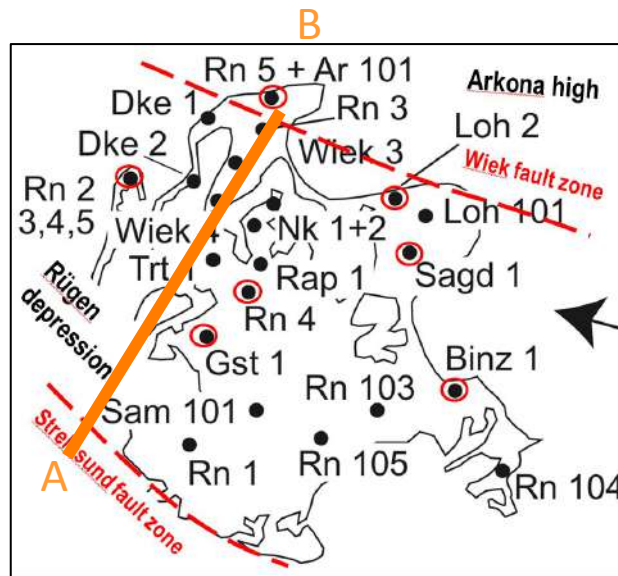 B
Rn 5 + Ar 101
Arkona high
Dke 1
Rn 3
Loh 2
Dke 2
Wiek 3
Wiek fault zone
Rn 2
3,4,5
Loh 101
Wiek
Nk 1+2
Trt 1
Rap 1
Sagd 1
Rügen
depression
Rn 4
Gst 1
Binz 1
Sam 101
Rn 103
A
Rn 1
Rn 105
Rn 104
fault zone